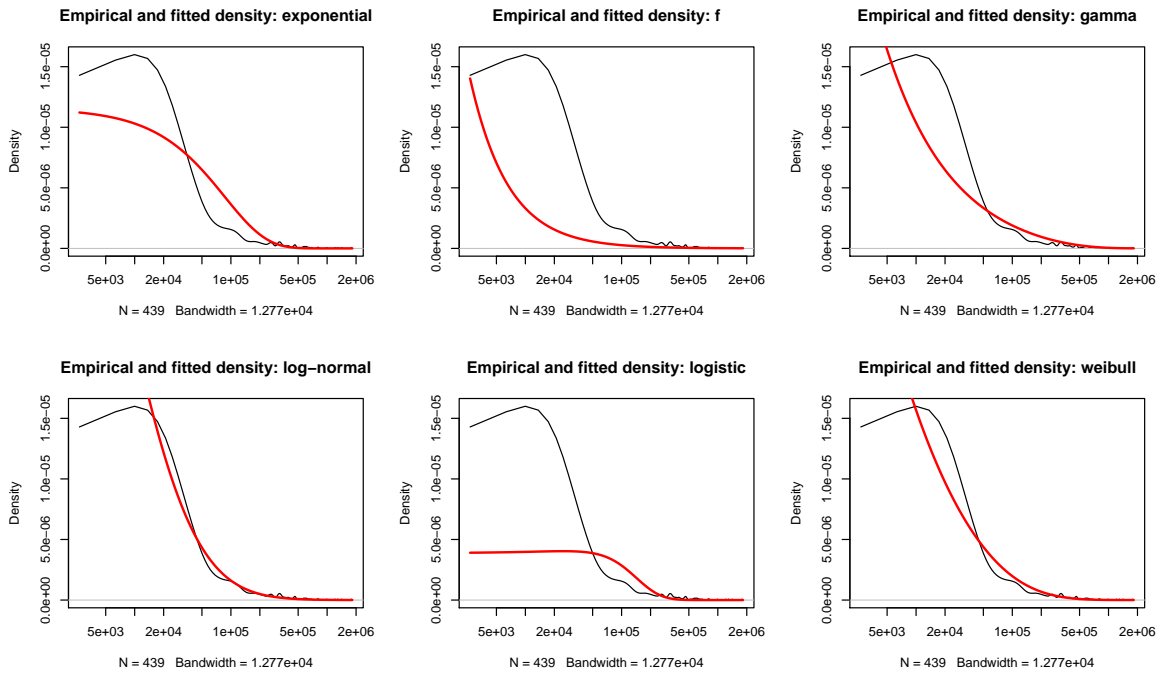 Empirical and fitted density: exponential
Density
0.0e+00 5.0e−06 1.0e−05 1.5e−05
5e+03 2e+04 1e+05 5e+05 2e+06
N = 439 Bandwidth = 1.277e+04
Empirical and fitted density: f
Density
0.0e+00 5.0e−06 1.0e−05 1.5e−05
5e+03 2e+04 1e+05 5e+05 2e+06
N = 439 Bandwidth = 1.277e+04
Empirical and fitted density: gamma
Density
0.0e+00 5.0e−06 1.0e−05 1.5e−05
5e+03 2e+04 1e+05 5e+05 2e+06
N = 439 Bandwidth = 1.277e+04
Empirical and fitted density: log−normal
Density
0.0e+00 5.0e−06 1.0e−05 1.5e−05
5e+03 2e+04 1e+05 5e+05 2e+06
N = 439 Bandwidth = 1.277e+04
Empirical and fitted density: logistic
Density
0.0e+00 5.0e−06 1.0e−05 1.5e−05
5e+03 2e+04 1e+05 5e+05 2e+06
N = 439 Bandwidth = 1.277e+04
Empirical and fitted density: weibull
Density
0.0e+00 5.0e−06 1.0e−05 1.5e−05
5e+03 2e+04 1e+05 5e+05 2e+06
N = 439 Bandwidth = 1.277e+04